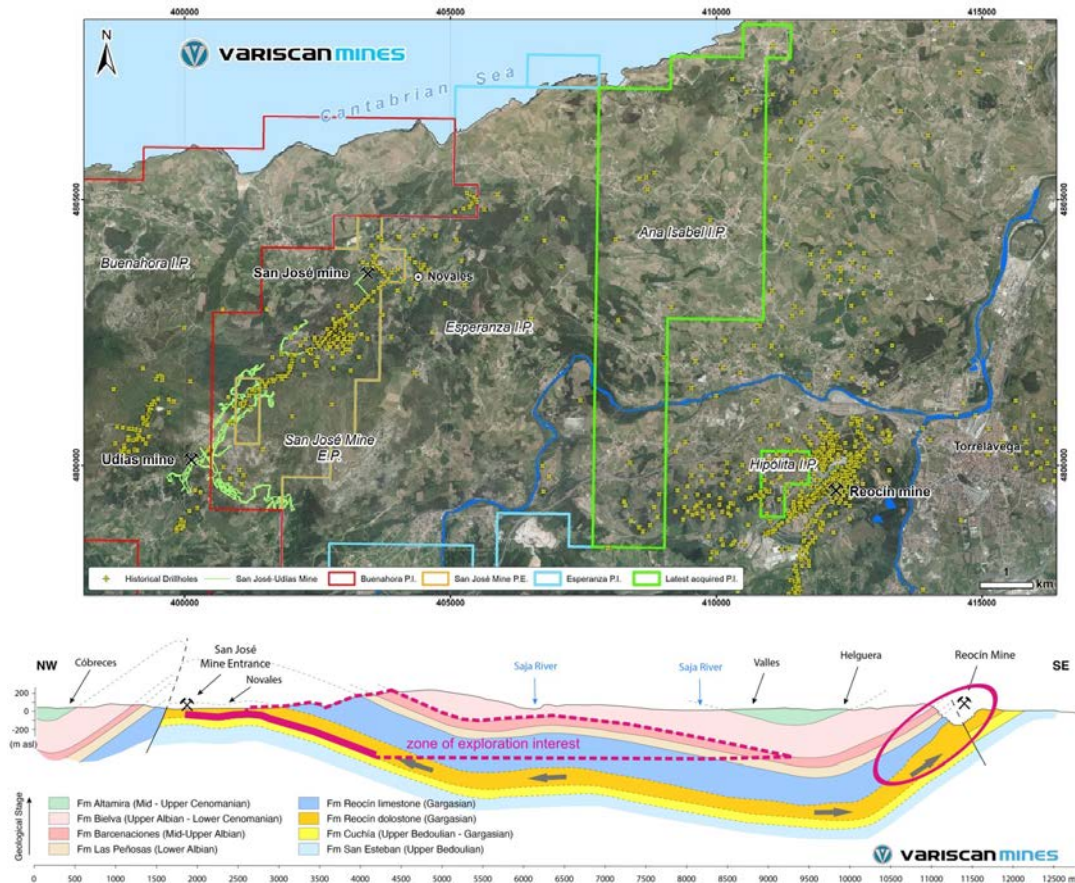 400000 405000 410000 415000
N
VARISCAN MINES
Cantabrian Sea
4805000
4805000
Buenahora I.P.
San José mine
Novales
Ana Isabel I.P.
Esperanza I.P.
San José Mine
E.P.
Udías mine
4800000
4800000
Hipólita I.P.
Torrelavega
Reocín mine
Historical Drillholes
San José-Udías Mine
Buenahora P.I.
San José Mine P.E.
Esperanza P.I.
Latest acquired P.I.
1
km
400000 405000 410000 415000
NW
Cóbreces
San José
Mine Entrance
Novales
Saja River
Saja River
Valles
Helguera
Reocín Mine
SE
200
0
-200
(m asl)
zone of exploration interest
Geological Stage
Fm Altamira (Mid - Upper Cenomanian)
Fm Bielva (Upper Albian - Lower Cenomanian)
Fm Barcenaciones (Mid-Upper Albian)
Fm Las Peñosas (Lower Albian)
Fm Reocín limestone (Gargasian)
Fm Reocín dolostone (Gargasian)
Fm Cuchía (Upper Bedoulian - Gargasian)
Fm San Esteban (Upper Bedoulian)
VARISCAN MINES
0 500 1000 1500 2000 2500 3000 3500 4000 4500 5000 5500 6000 6500 7000 7500 8000 8500 9000 9500 10000 10500 11000 11500 12000 12500 m